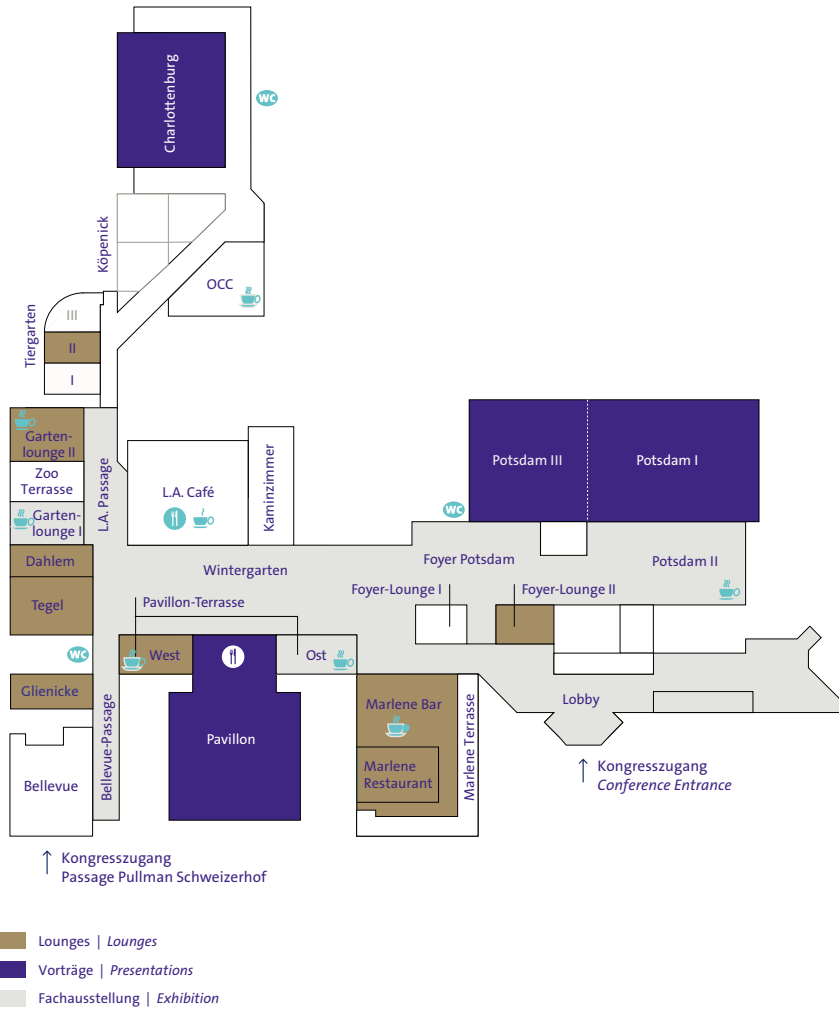 Charlottenburg
WC
Köpenick
OCC
Tiergarten
III
II
I
Garten-
lounge II
Zoo
Terrasse
Garten-
lounge I
L.A. Passage
L.A. Café
Kaminzimmer
Potsdam III
Potsdam I
WC
Dahlem
Wintergarten
Foyer Potsdam
Potsdam II
Tegel
Pavillon-Terrasse
Foyer-Lounge I
Foyer-Lounge II
WC
West
Ost
Glienicke
Lobby
Marlene Bar
Pavillon
Bellevue-Passage
Marlene
Restaurant
Marlene Terrasse
Bellevue
Kongresszugang
Conference Entrance
Kongresszugang
Passage Pullman Schweizerhof
Lounges | Lounges
Vorträge | Presentations
Fachausstellung | Exhibition